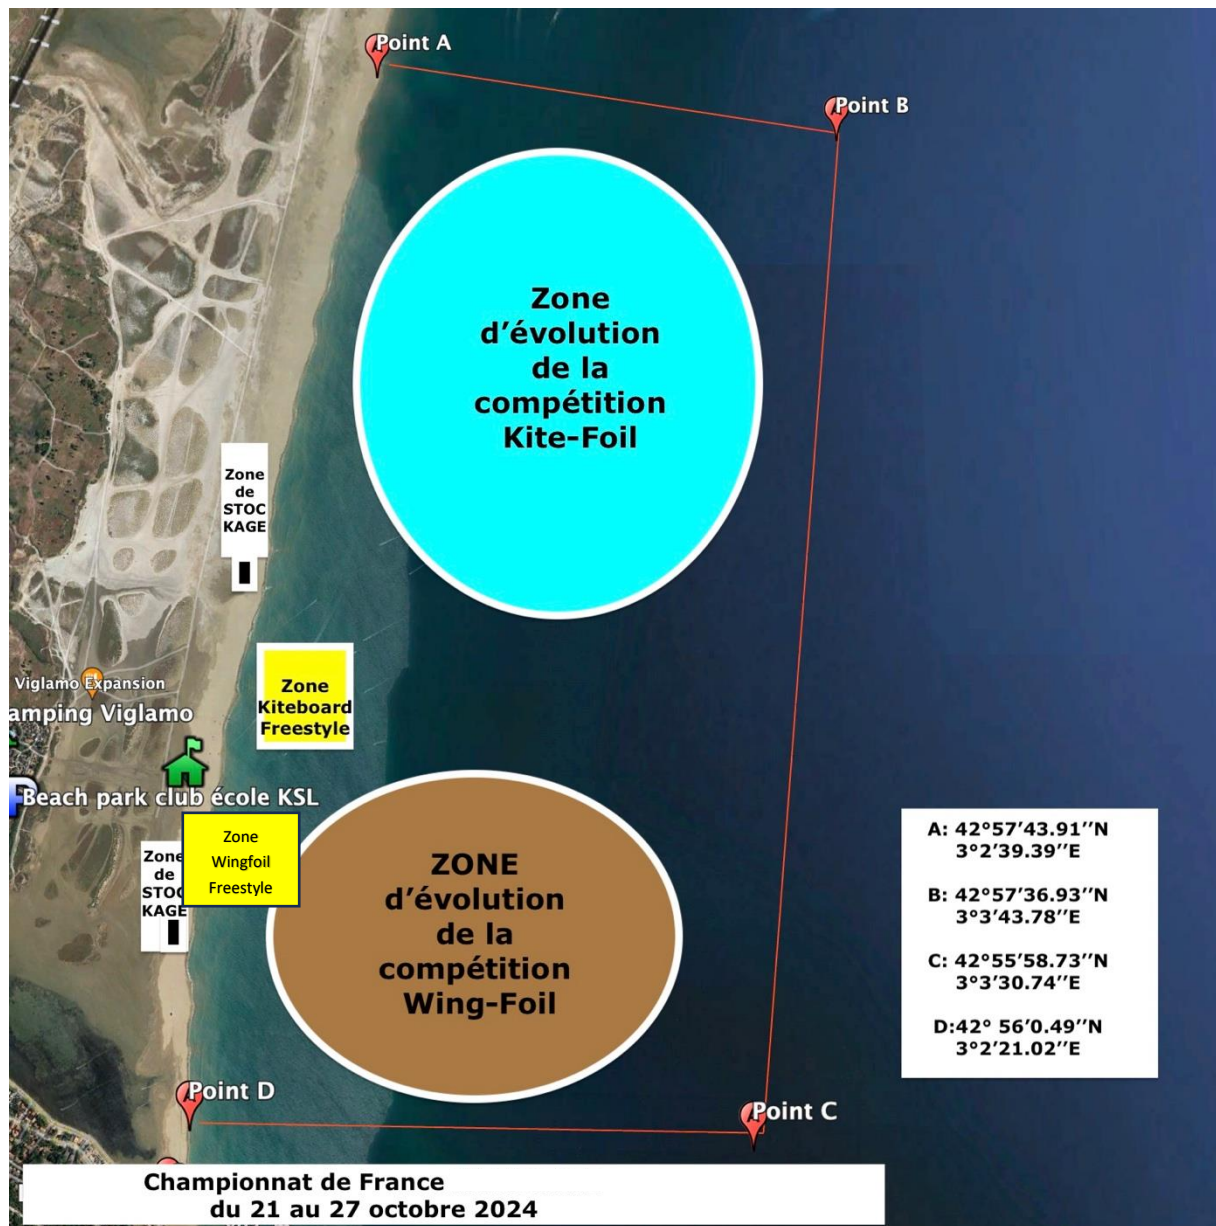 Point A
Point B
Zone
d’évolution
de la
compétition
Kite-Foil
Zone
de
STOC
KAGE
Viglamo Expansion
amping Viglamo
Zone
Kiteboard
Freestyle
Beach park club école KSL
Zone
Wingfoil
Freestyle
Zone
de
STOC
KAGE
ZONE
d’évolution
de la
compétition
Wing-Foil
A: 42°57’43.91’’N
3°2’39.39’’E
B: 42°57’36.93’’N
3°3’43.78’’E
C: 42°55’58.73’’N
3°3’30.74’’E
D:42° 56’0.49’’N
3°2’21.02’’E
Point D
Point C
Championnat de France
du 21 au 27 octobre 2024